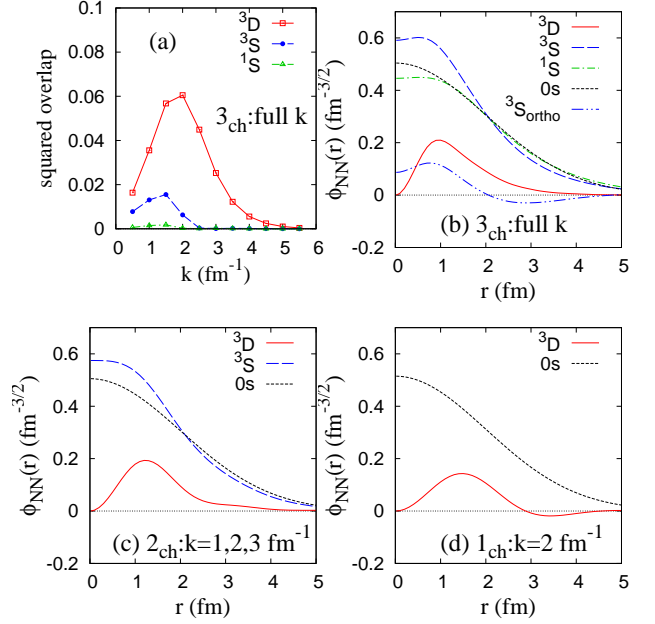 0.1
0.08
0.06
0.04
0.02
0
0 1 2 3 4 5 6
squared overlap
k (fm⁻¹)
(a)
³D
³S
¹S
3ch:full k
0.6
0.4
0.2
0
-0.2
0 1 2 3 4 5
ϕNN(r) (fm⁻³/²)
r (fm)
³D
³S
¹S
0s
³Sortho
(b) 3ch:full k
0.6
0.4
0.2
0
-0.2
0 1 2 3 4 5
ϕNN(r) (fm⁻³/²)
r (fm)
³D
³S
0s
(c) 2ch:k=1,2,3 fm⁻¹
0.6
0.4
0.2
0
-0.2
0 1 2 3 4 5
ϕNN(r) (fm⁻³/²)
r (fm)
³D
0s
(d) 1ch:k=2 fm⁻¹